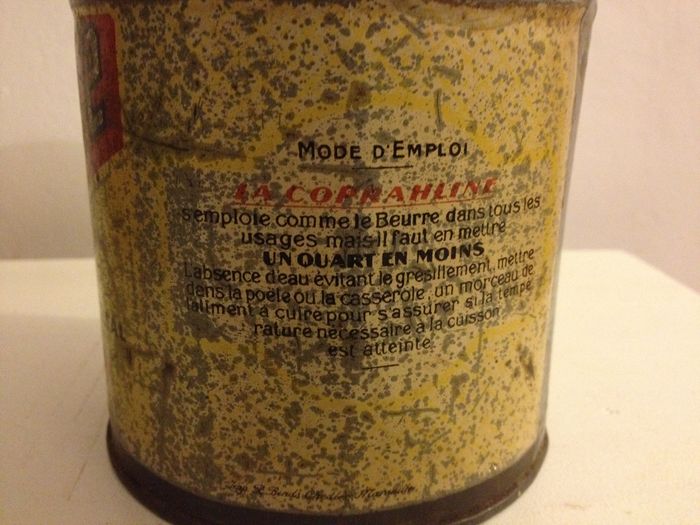 MODE D'EMPLOI
LA COPRAHLINE
s'emploie comme le Beurre dans tous les
usages mais il faut en mettre
UN QUART EN MOINS
L'absence d'eau évitant le gresillement, mettre
dans la poêle ou la casserole, un morceau de
l'aliment à cuire pour s'assurer si la tempé
rature nécessaire à la cuisson
est atteinte.